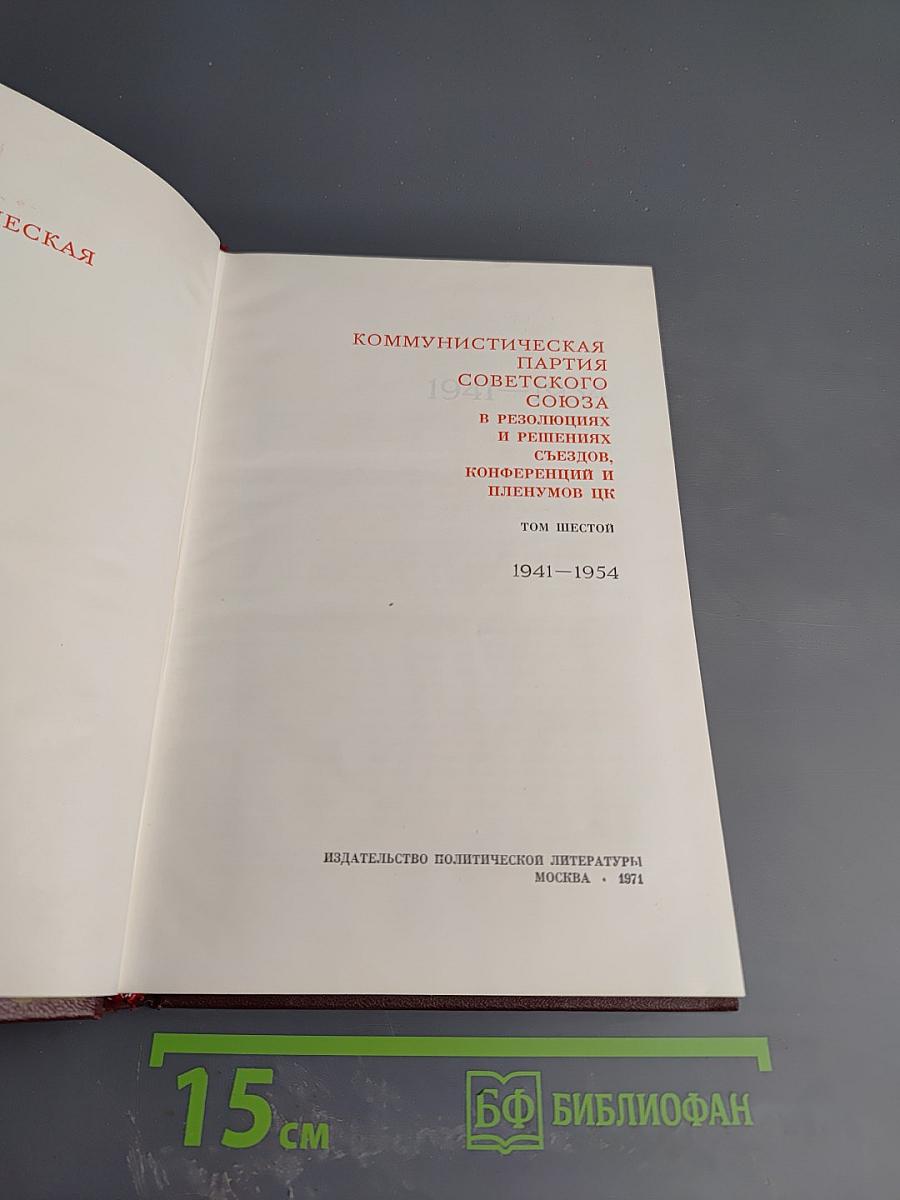 ЧЕСКАЯ
КОММУНИСТИЧЕСКАЯ
ПАРТИЯ
СОВЕТСКОГО
СОЮЗА
В РЕЗОЛЮЦИЯХ
И РЕШЕНИЯХ
СЪЕЗДОВ,
КОНФЕРЕНЦИЙ И
ПЛЕНУМОВ ЦК
ТОМ ШЕСТОЙ
1941—1954
ИЗДАТЕЛЬСТВО ПОЛИТИЧЕСКОЙ ЛИТЕРАТУРЫ
МОСКВА • 1971
15 см
БФ БИБЛИОФАН